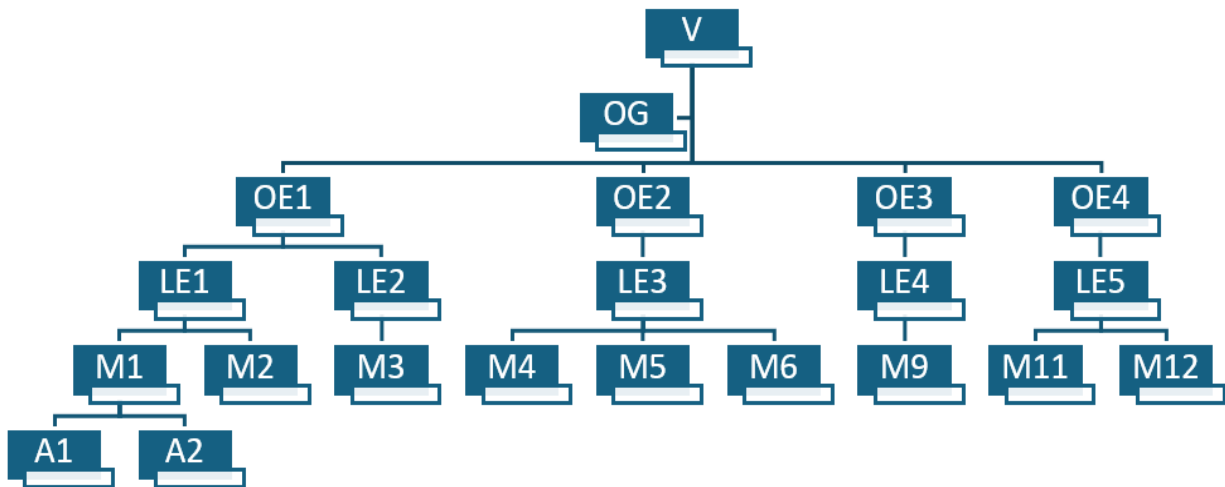 V
OG
OE1 OE2 OE3 OE4
LE1 LE2 LE3 LE4 LE5
M1 M2 M3 M4 M5 M6 M9 M11 M12
A1 A2